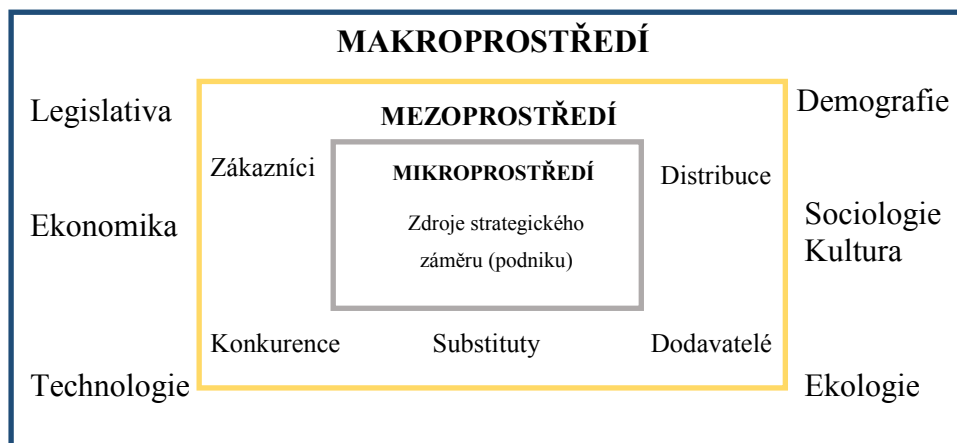 MAKROPROSTŘEDÍ
Legislativa
Demografie
MEZOPROSTŘEDÍ
Zákazníci
MIKROPROSTŘEDÍ
Distribuce
Ekonomika
Zdroje strategického
záměru (podniku)
Sociologie
Kultura
Konkurence
Substituty
Dodavatelé
Technologie
Ekologie